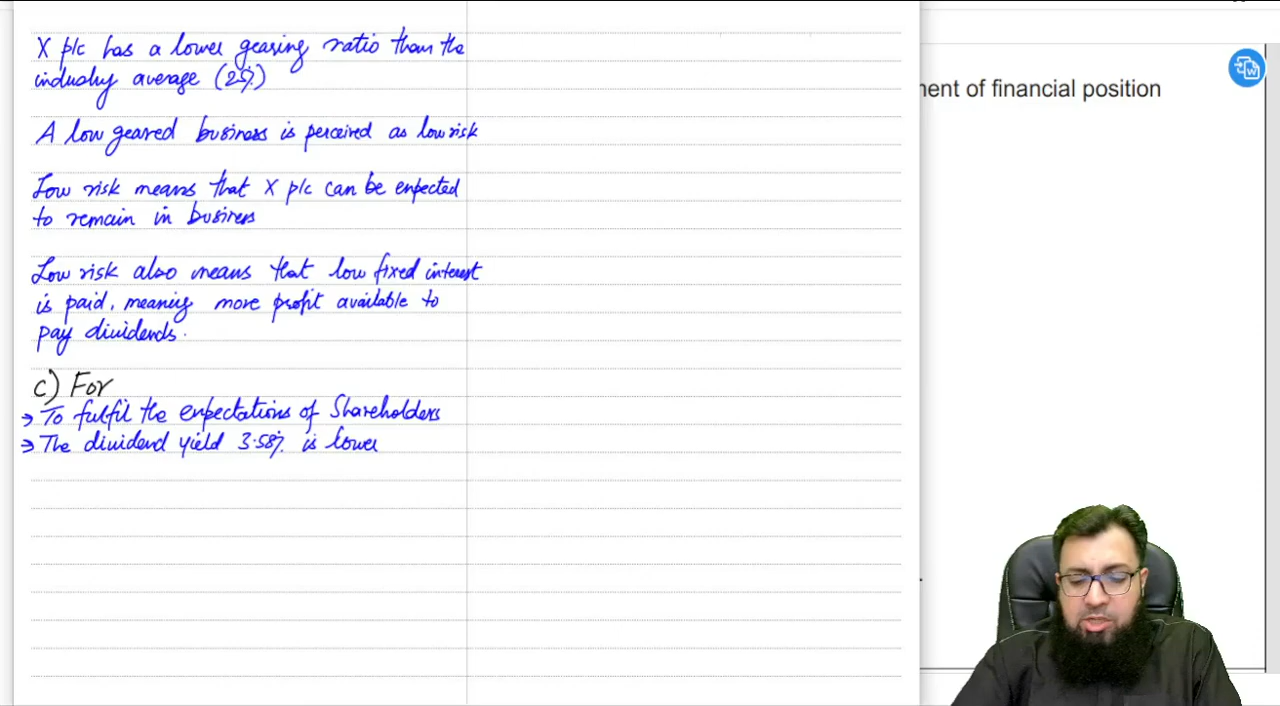 X plc has a lower gearing ratio than the
industry average (25%)
A low geared business is perceived as low risk
Low risk means that X plc can be expected
to remain in business
Low risk also means that low fixed interest
is paid, meaning more profit available to
pay dividends.
c) For
→ To fulfil the expectations of Shareholders
→ The dividend yield 3.58% is lower
ent of financial position
W